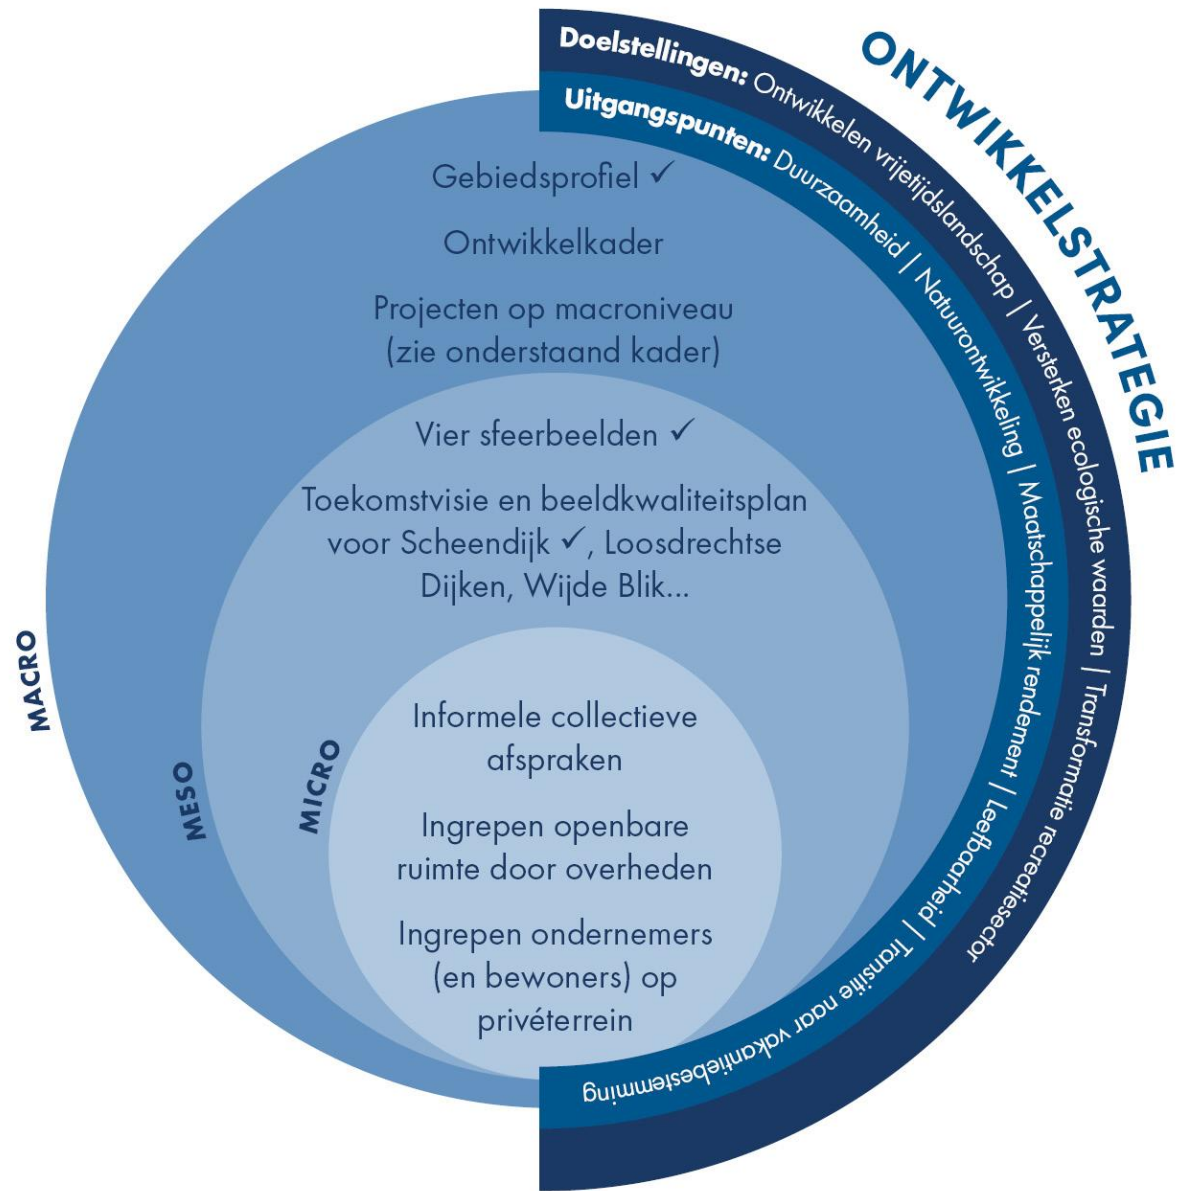 ONTWIKKELSTRATEGIE
Doelstellingen: Ontwikkelen vrijetijdslandschap | Versterken ecologische waarden | Transformatie recreatiesector
Uitgangspunten: Duurzaamheid | Natuurontwikkeling | Maatschappelijk rendement | Leefbaarheid | Transitie naar vakantiebestemming
Gebiedsprofiel ✓
Ontwikkelkader
Projecten op macroniveau
(zie onderstaand kader)
Vier sfeerbeelden ✓
Toekomstvisie en beeldkwaliteitsplan
voor Scheendijk ✓, Loosdrechtse
Dijken, Wijde Blik...
Informele collectieve
afspraken
Ingrepen openbare
ruimte door overheden
Ingrepen ondernemers
(en bewoners) op
privéterrein
MACRO
MESO
MICRO